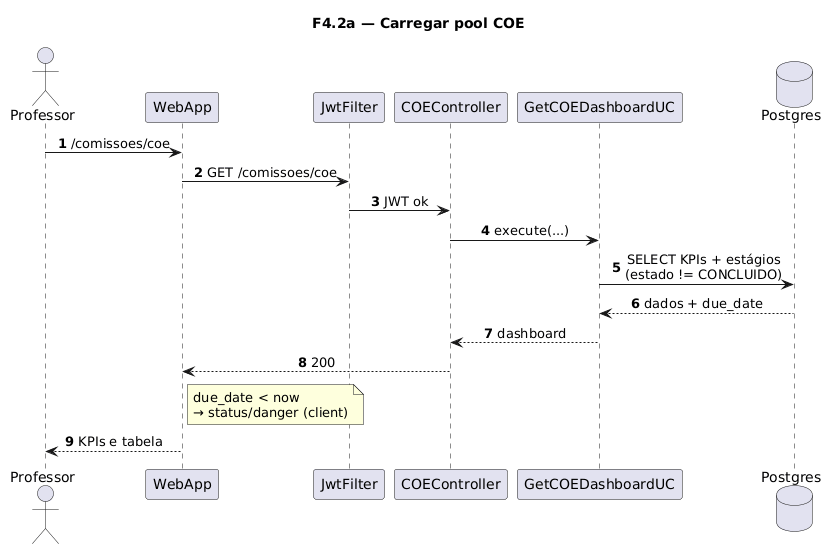 F4.2a — Carregar pool COE
Professor
WebApp
JwtFilter
COEController
GetCOEDashboardUC
Postgres
1 /comissoes/coe
2 GET /comissoes/coe
3 JWT ok
4 execute(...)
5 SELECT KPIs + estágios
(estado != CONCLUIDO)
6 dados + due_date
7 dashboard
8 200
due_date < now
→ status/danger (client)
9 KPIs e tabela
Professor
WebApp
JwtFilter
COEController
GetCOEDashboardUC
Postgres